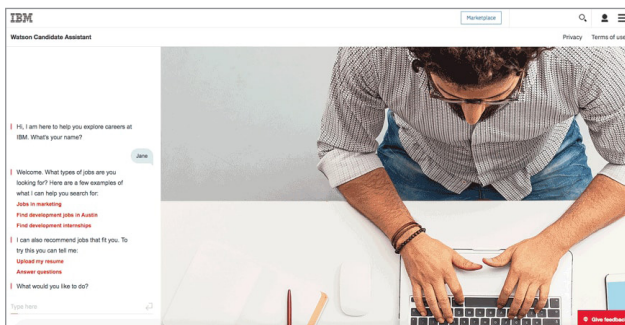 IBM
Marketplace
Watson Candidate Assistant
Privacy
Terms of use
Hi, I am here to help you explore careers at
IBM. What's your name?
Jane
Welcome. What types of jobs are you
looking for? Here are a few examples of
what I can help you search for:
Jobs in marketing
Find development jobs in Austin
Find development internships
I can also recommend jobs that fit you. To
try this you can tell me:
Upload my resume
Answer questions
What would you like to do?
Type here
Give feedback